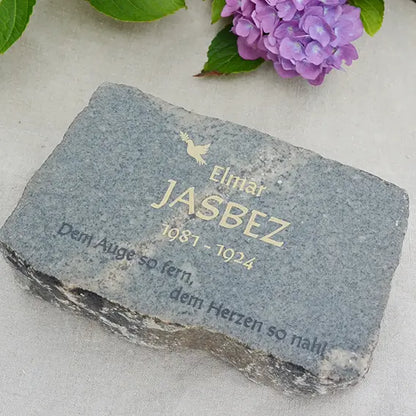 Elmar
JASBEZ
1981 - 1924
Dem Auge so fern,
dem Herzen so nah!